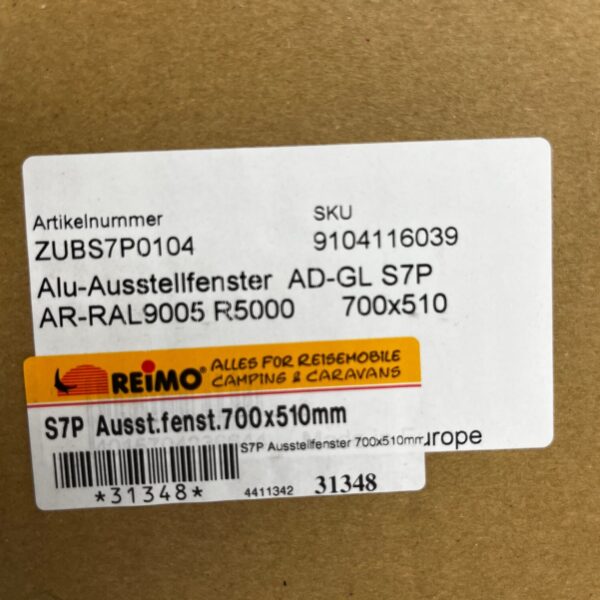 Artikelnummer SKU
ZUBS7P0104 9104116039
Alu-Ausstellfenster AD-GL S7P
AR-RAL9005 R5000 700x510
REIMO® ALLES FÜR REISEMOBILE
CAMPING & CARAVANS
S7P Ausst.fenst.700x510mm
S7P Ausstellfenster 700x510mm urope
*31348* 4411342 31348